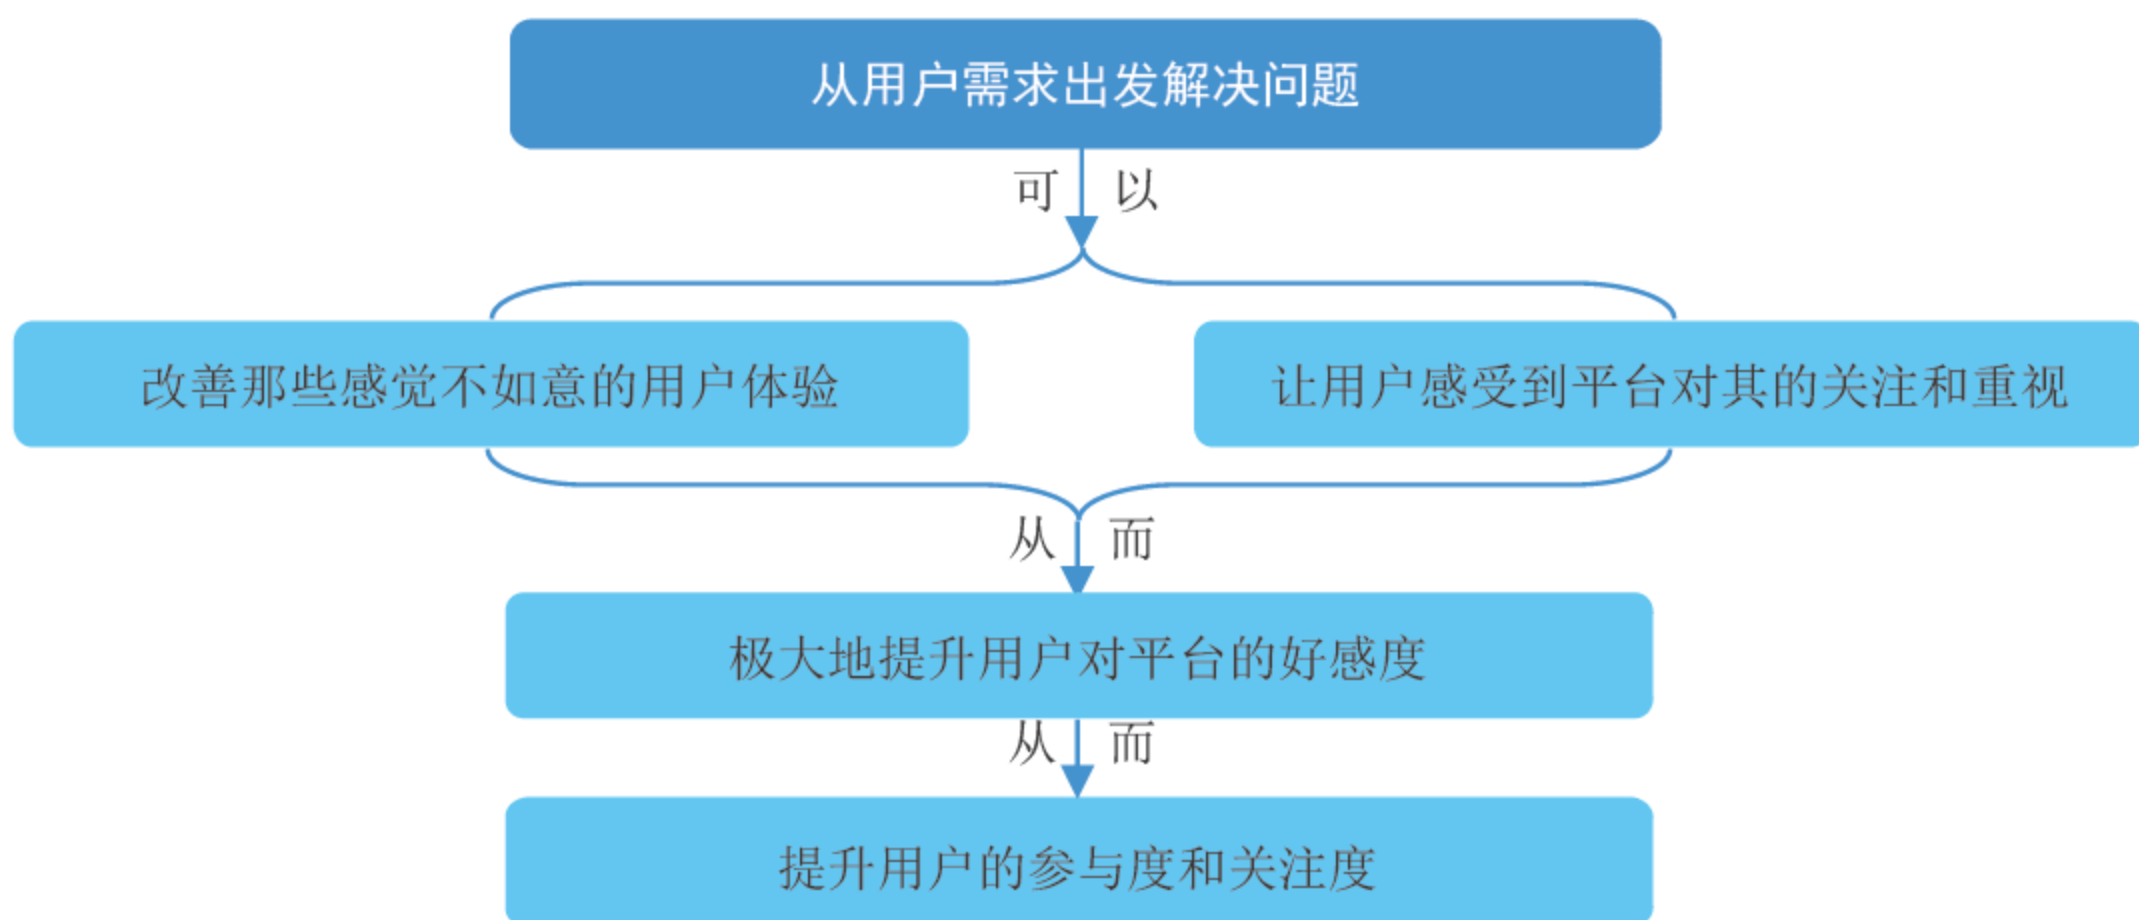 从用户需求出发解决问题
可以
改善那些感觉不如意的用户体验
让用户感受到平台对其的关注和重视
从而
极大地提升用户对平台的好感度
从而
提升用户的参与度和关注度